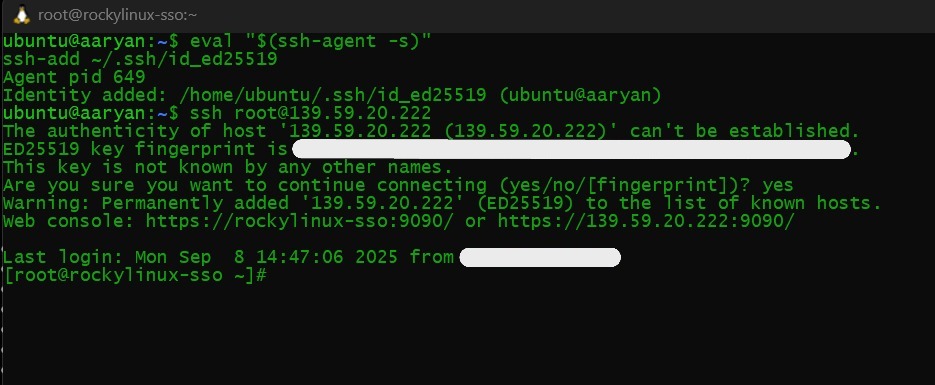 root@rockylinux-sso:~
ubuntu@aaryan:~$ eval "$(ssh-agent -s)"
ssh-add ~/.ssh/id_ed25519
Agent pid 649
Identity added: /home/ubuntu/.ssh/id_ed25519 (ubuntu@aaryan)
ubuntu@aaryan:~$ ssh root@139.59.20.222
The authenticity of host '139.59.20.222 (139.59.20.222)' can't be established.
ED25519 key fingerprint is .
This key is not known by any other names.
Are you sure you want to continue connecting (yes/no/[fingerprint])? yes
Warning: Permanently added '139.59.20.222' (ED25519) to the list of known hosts.
Web console: https://rockylinux-sso:9090/ or https://139.59.20.222:9090/
Last login: Mon Sep  8 14:47:06 2025 from
[root@rockylinux-sso ~]#